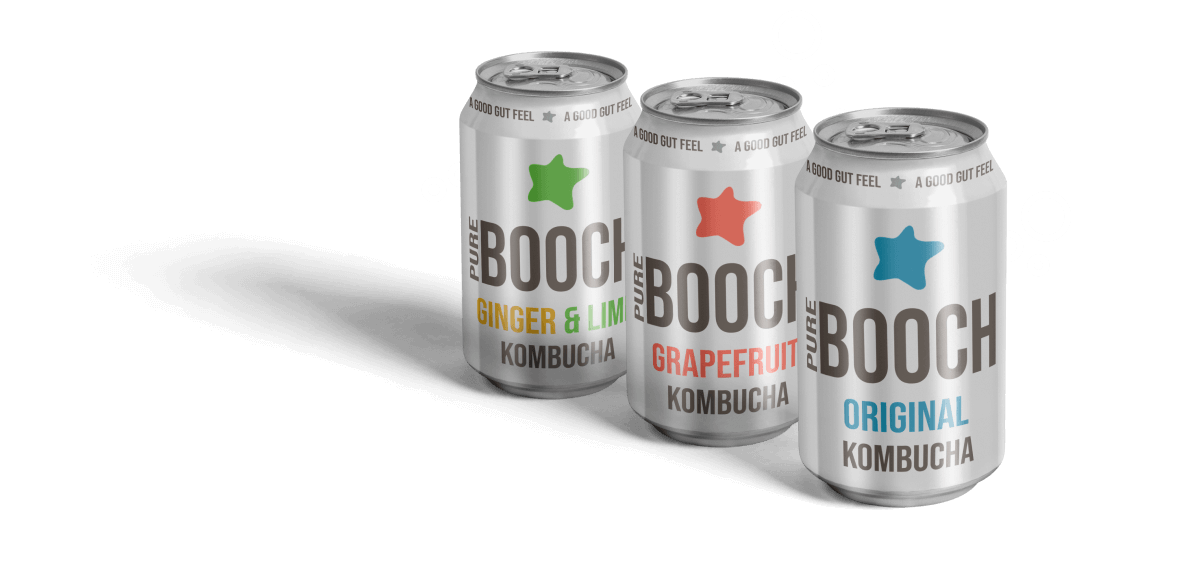 A GOOD GUT FEEL A GOOD GUT FEEL
PURE
BOOCH
GINGER & LIM
KOMBUCHA
A GOOD GUT FEEL A GOOD GUT FEEL
PURE
BOOCH
GRAPEFRUIT
KOMBUCHA
A GOOD GUT FEEL A GOOD GUT FEEL
PURE
BOOCH
ORIGINAL
KOMBUCHA